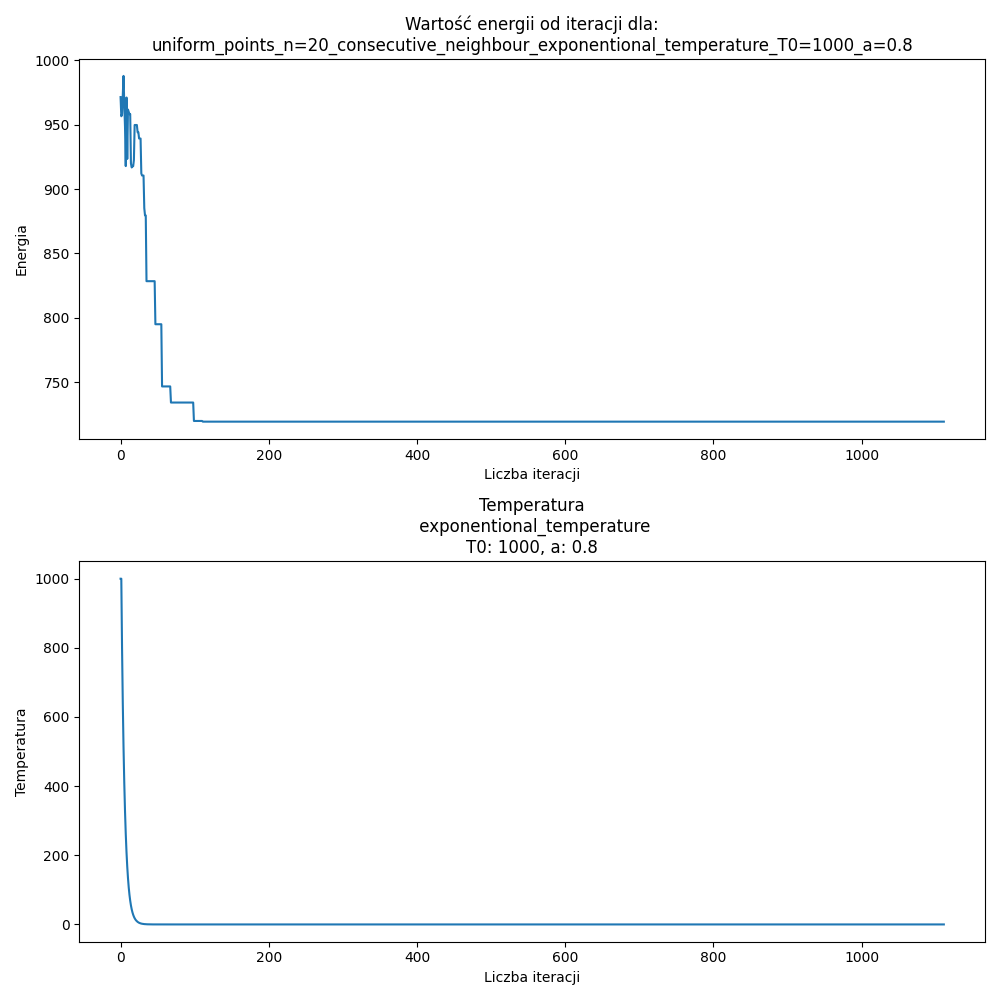 Wartość energii od iteracji dla:
uniform_points_n=20_consecutive_neighbour_exponentional_temperature_T0=1000_a=0.8
1000
950
900
850
800
750
Energia
0 200 400 600 800 1000
Liczba iteracji
Temperatura
exponentional_temperature
T0: 1000, a: 0.8
1000
800
600
400
200
0
Temperatura
0 200 400 600 800 1000
Liczba iteracji